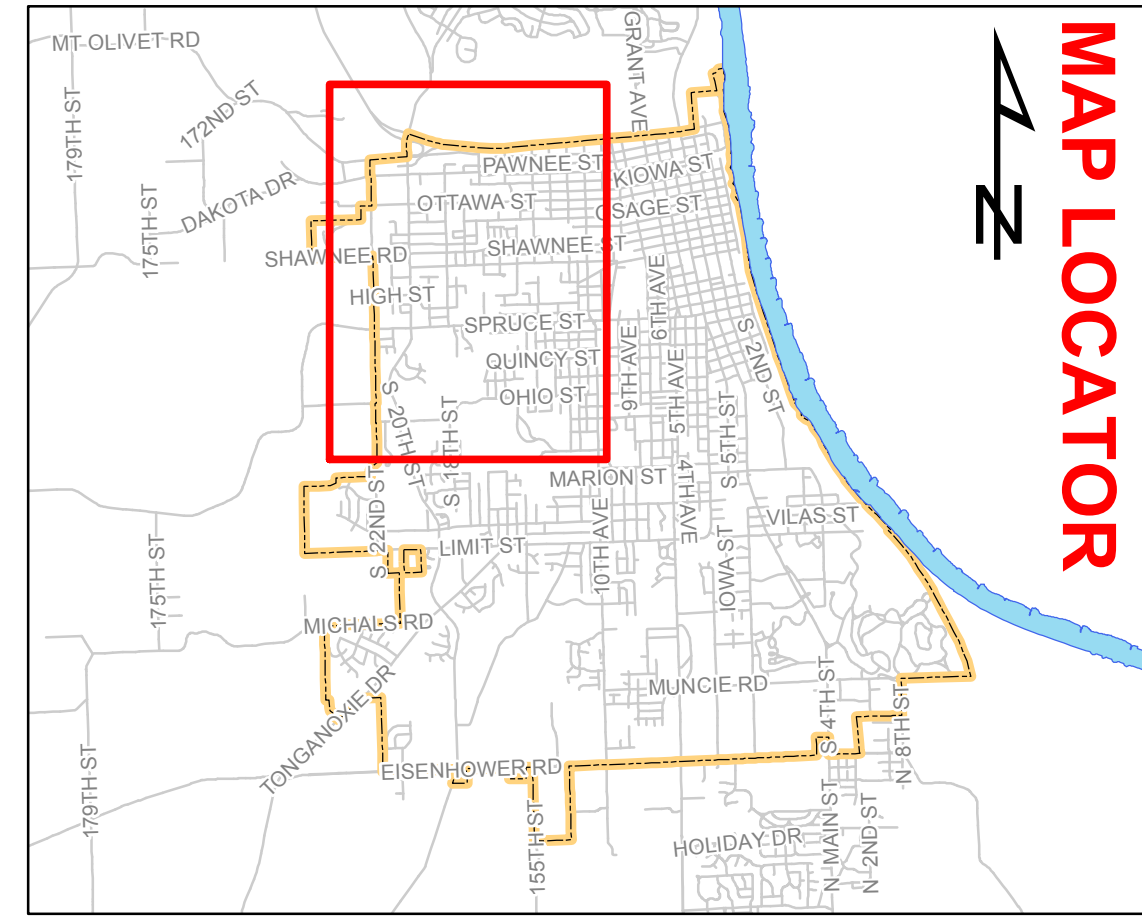 MAP LOCATOR
N
MT OLIVET RD
GRANT AVE
179TH ST
172ND ST
175TH ST
DAKOTA DR
PAWNEE ST
KIOWA ST
OTTAWA ST
OSAGE ST
SHAWNEE ST
SHAWNEE RD
HIGH ST
6TH AVE
SPRUCE ST
S 2ND ST
QUINCY ST
9TH AVE
5TH AVE
OHIO ST
S 20TH ST
S 18TH ST
S 5TH ST
MARION ST
4TH AVE
S 22ND ST
VILAS ST
LIMIT ST
10TH AVE
IOWA ST
175TH ST
MICHALS RD
MUNCIE RD
S 4TH ST
TONGANOXIE DR
N 8TH ST
EISENHOWER RD
179TH ST
155TH ST
HOLIDAY DR
N MAIN ST
N 2ND ST